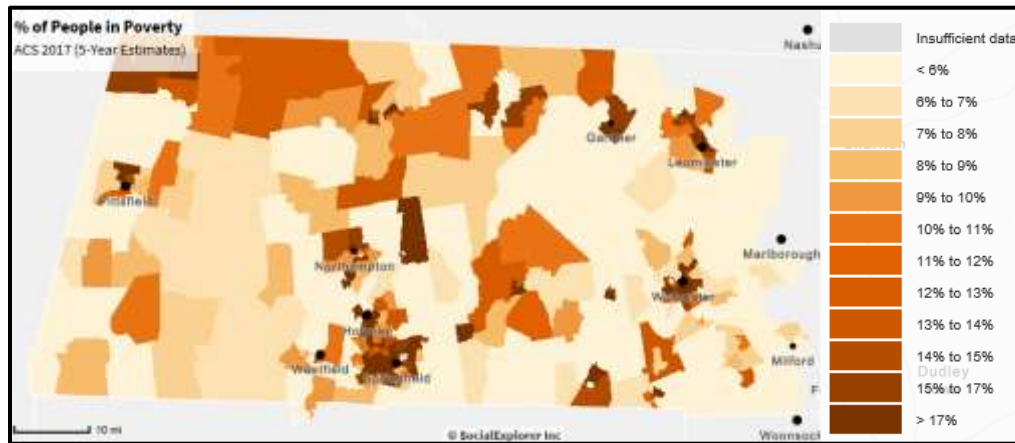 % of People in Poverty
ACS 2017 (5-Year Estimates)
Nashu
Gardner
Leominster
Pittsfield
Marlborough
Northampton
Worcester
Holyoke
Milford
Westfield
Springfield
Dudley
F
10 mi
© SocialExplorer Inc
Woonsock
Insufficient data
< 6%
6% to 7%
7% to 8%
8% to 9%
9% to 10%
10% to 11%
11% to 12%
12% to 13%
13% to 14%
14% to 15%
15% to 17%
> 17%